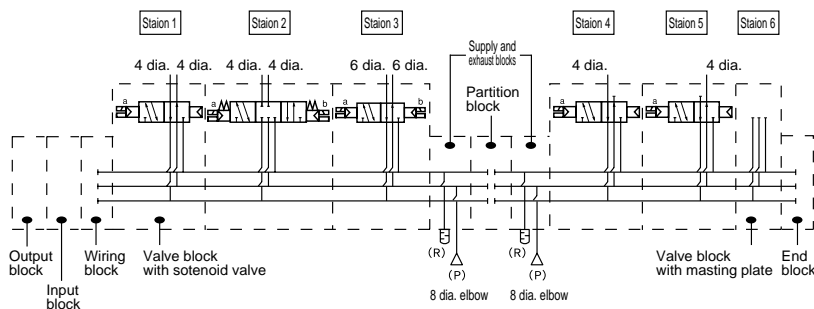 Staion 1
Staion 2
Staion 3
Staion 4
Staion 5
Staion 6
4 dia. 4 dia.
4 dia. 4 dia.
6 dia. 6 dia.
Supply and
exhaust blocks
4 dia.
4 dia.
Partition
block
a
a
b
a
b
a
a
Output
block
Input
block
Wiring
block
Valve block
with sotenoid valve
(R)
(P)
8 dia. elbow
(R)
(P)
8 dia. elbow
Valve block
with masting plate
End
block